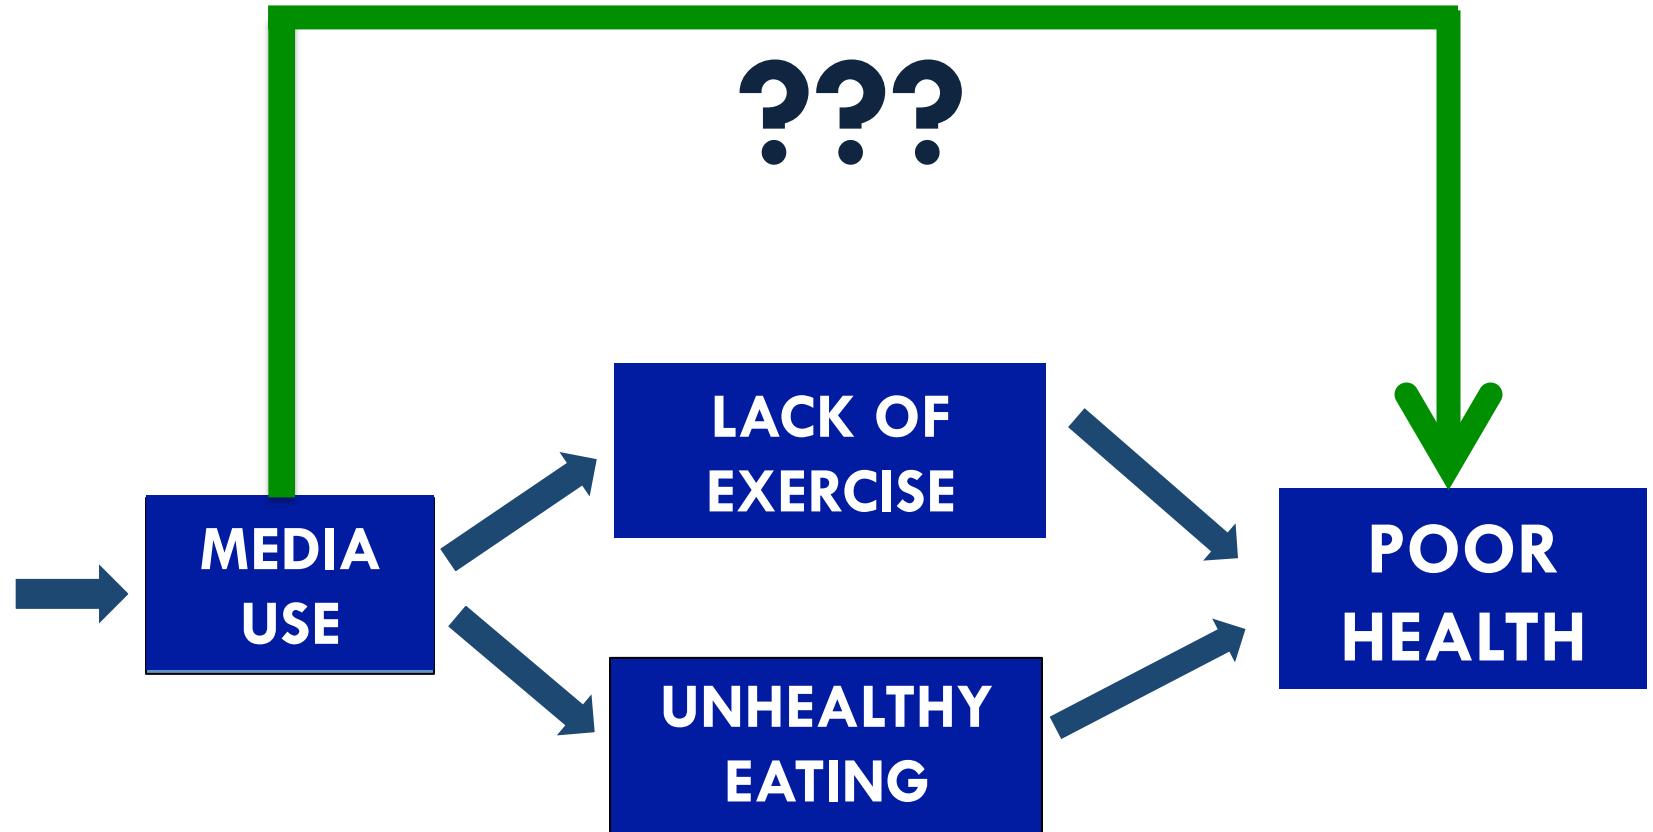 ???
LACK OF
EXERCISE
MEDIA
USE
POOR
HEALTH
UNHEALTHY
EATING